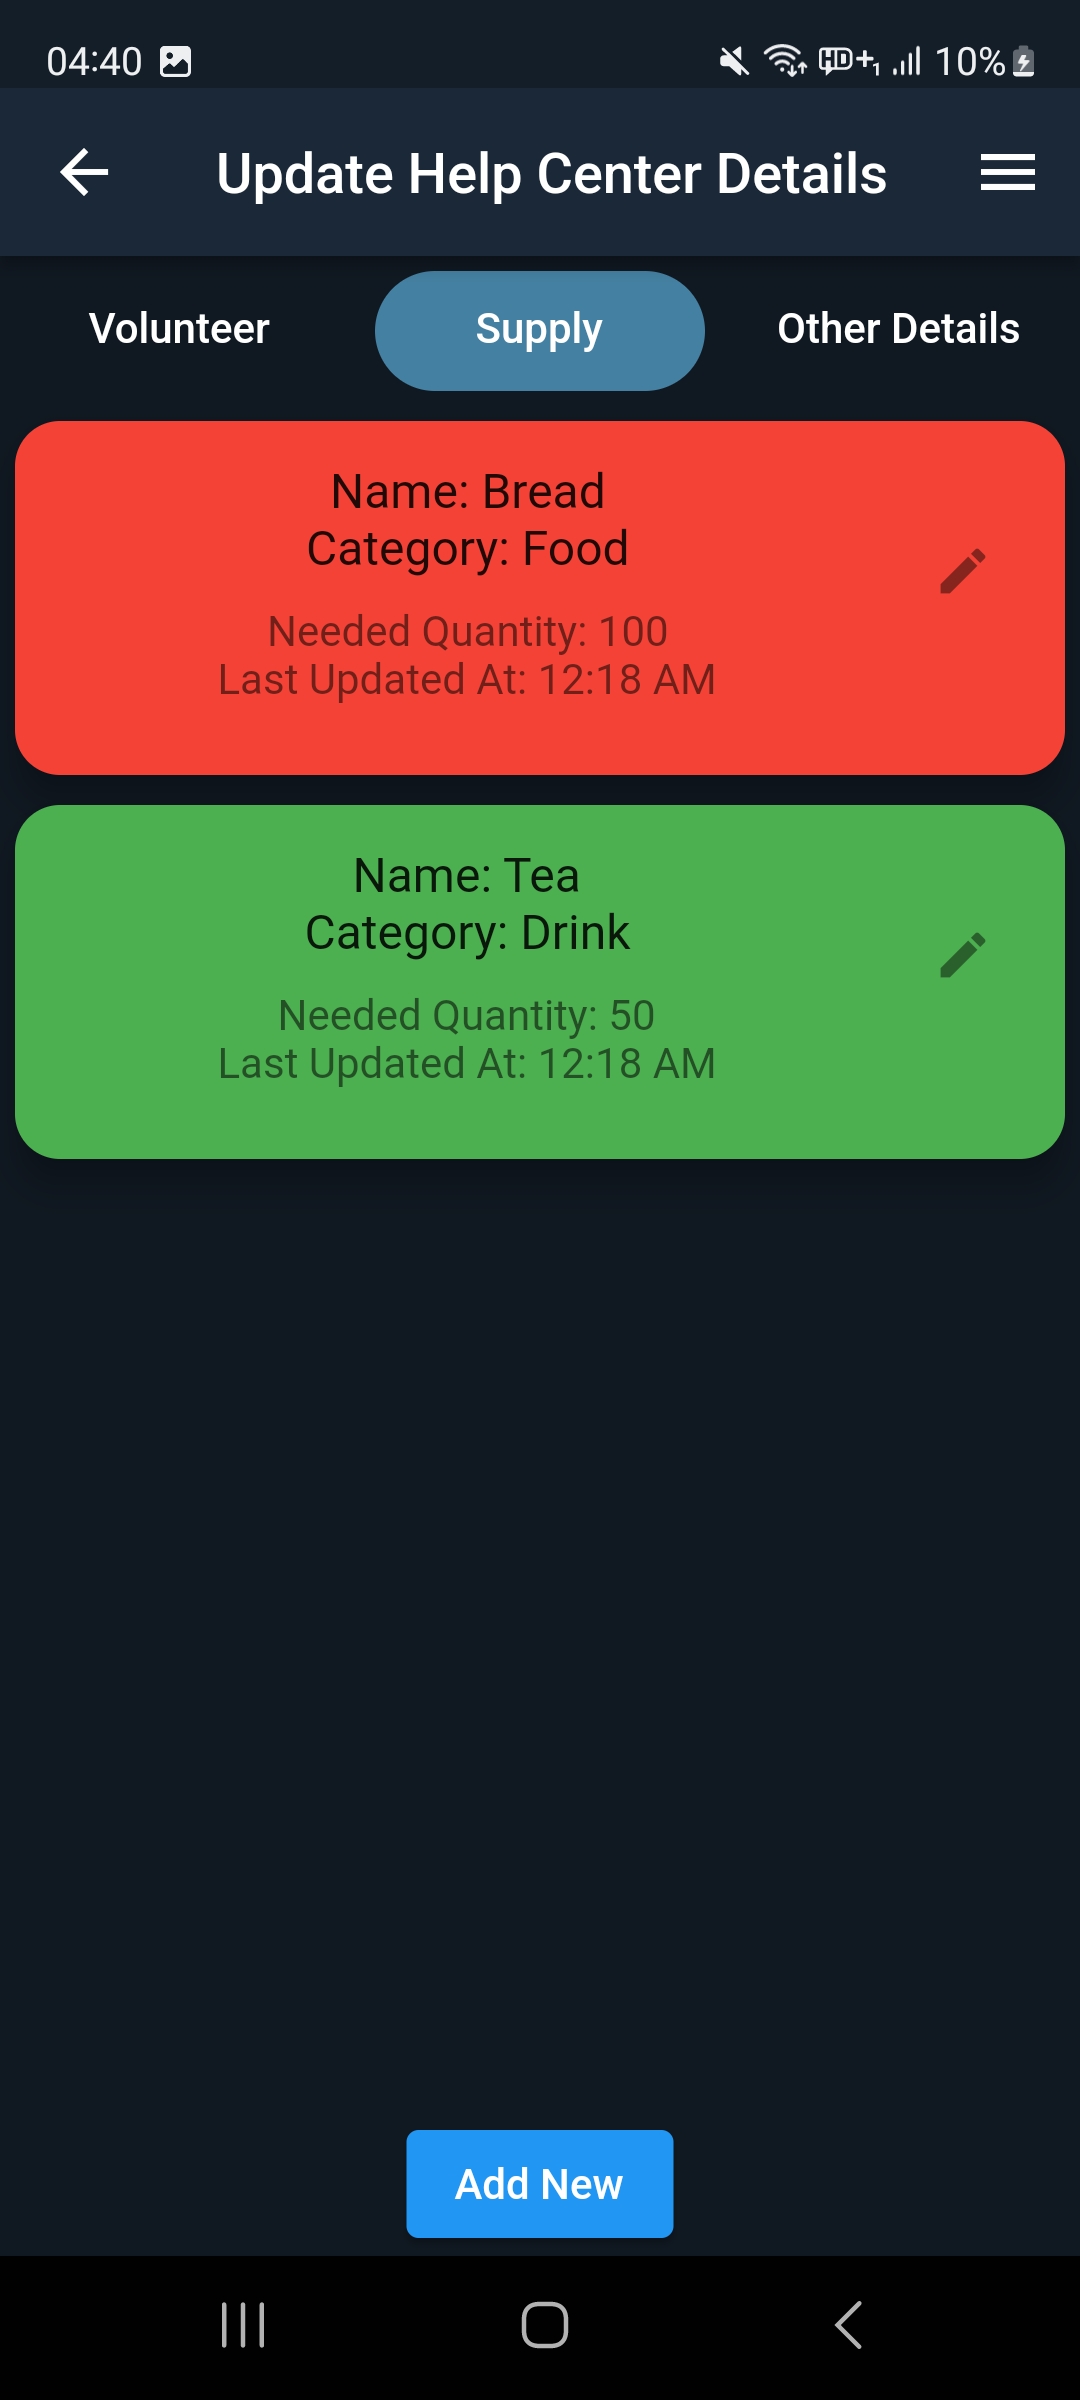 04:40 10%
Update Help Center Details
Volunteer Supply Other Details
Name: Bread
Category: Food
Needed Quantity: 100
Last Updated At: 12:18 AM
Name: Tea
Category: Drink
Needed Quantity: 50
Last Updated At: 12:18 AM
Add New